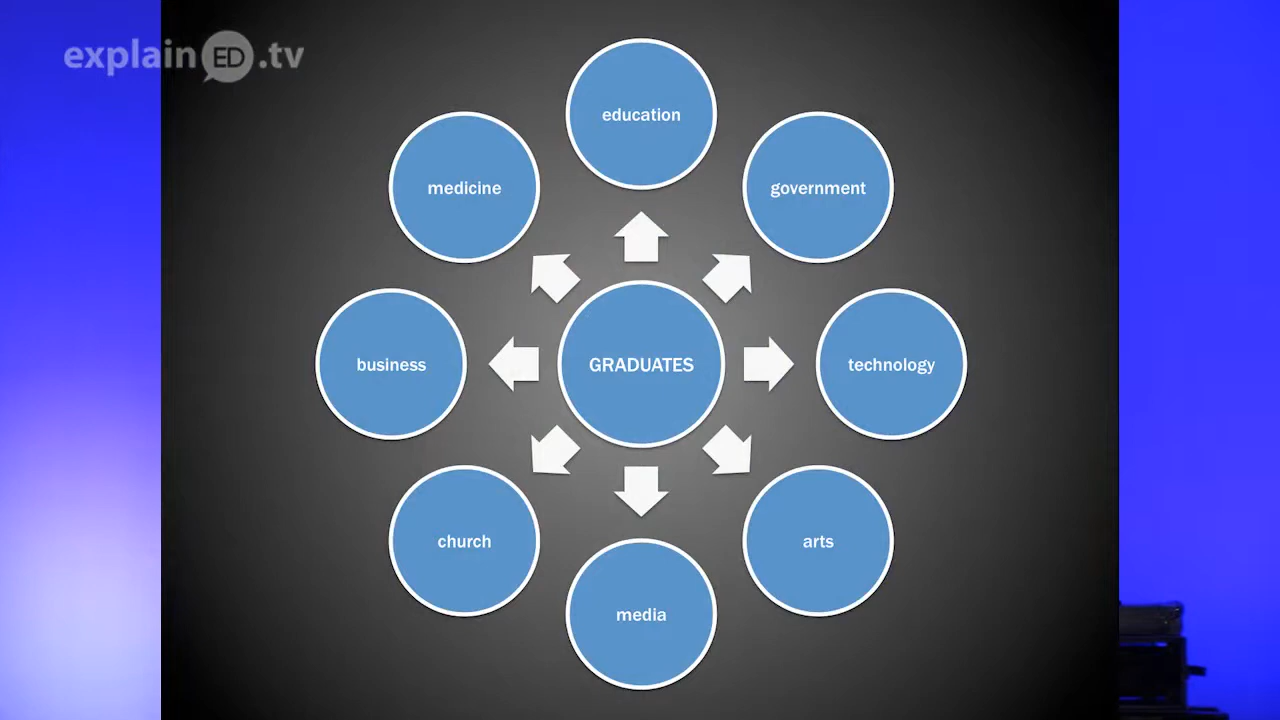 explainED.tv
education
medicine
government
business
GRADUATES
technology
church
arts
media